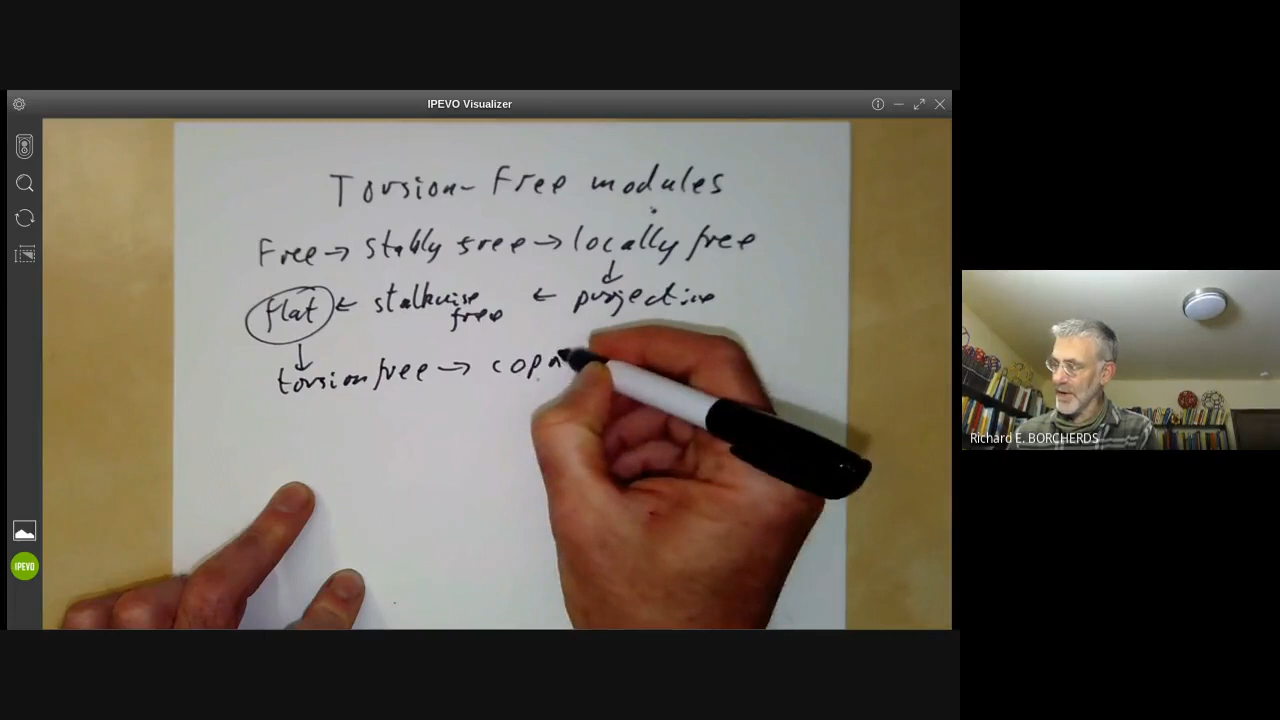 IPEVO Visualizer
Torsion-Free modules
Free → stably free → locally free
↓
flat ← stalkwise free ← projective
↓
torsion free → cop
IPEVO
Richard E. BORCHERDS